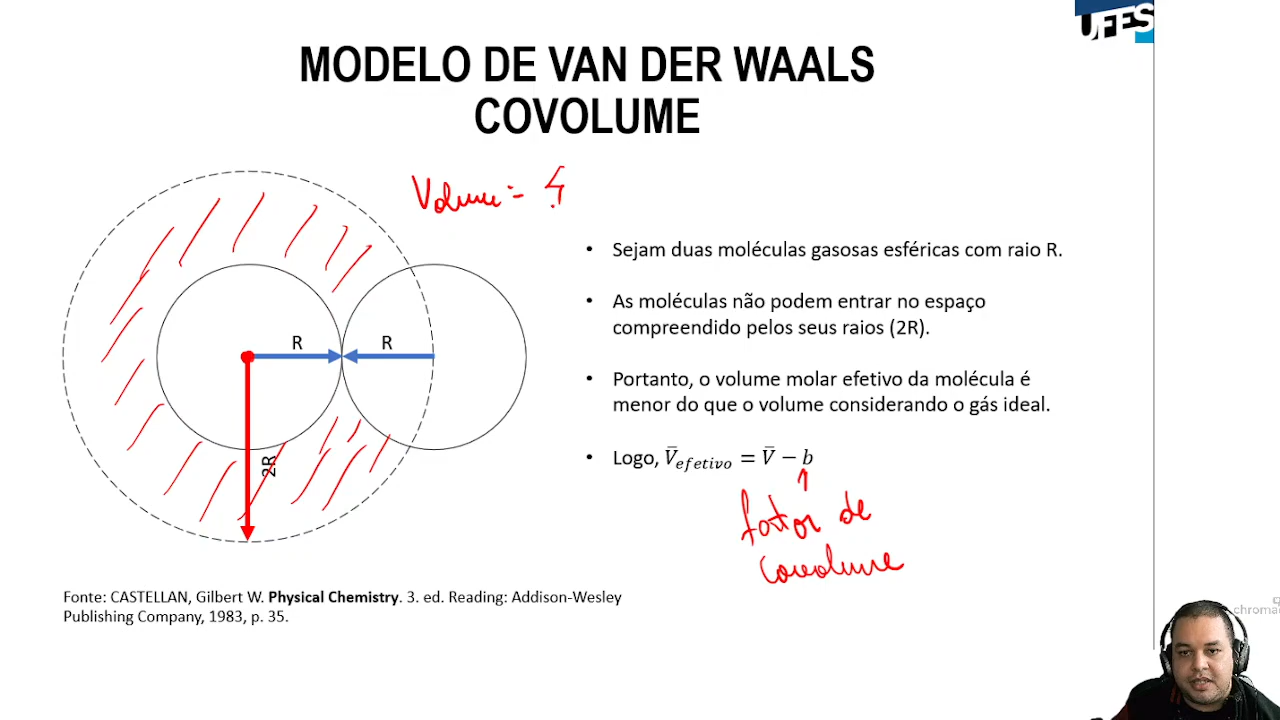 UFES
MODELO DE VAN DER WAALS
COVOLUME
Volume = 4
• Sejam duas moléculas gasosas esféricas com raio R.
• As moléculas não podem entrar no espaço
compreendido pelos seus raios (2R).
R
R
• Portanto, o volume molar efetivo da molécula é
menor do que o volume considerando o gás ideal.
2R
• Logo, V̄efetivo = V̄ − b
fator de
covolume
Fonte: CASTELLAN, Gilbert W. Physical Chemistry. 3. ed. Reading: Addison-Wesley
Publishing Company, 1983, p. 35.